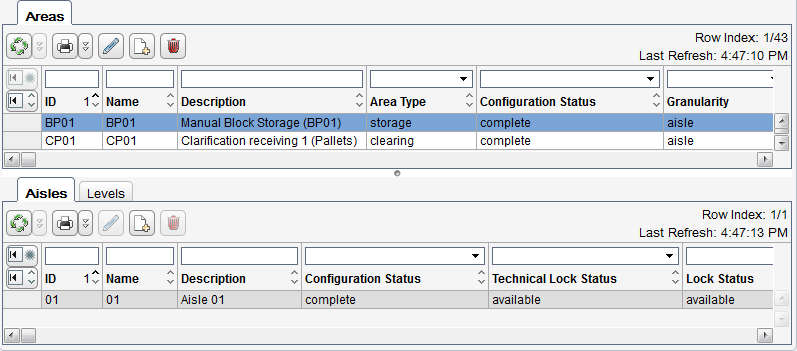 Areas
Row Index: 1/43
Last Refresh: 4:47:10 PM
ID 1 Name Description Area Type Configuration Status Granularity
BP01 BP01 Manual Block Storage (BP01) storage complete aisle
CP01 CP01 Clarification receiving 1 (Pallets) clearing complete aisle
Aisles Levels
Row Index: 1/1
Last Refresh: 4:47:13 PM
ID 1 Name Description Configuration Status Technical Lock Status Lock Status
01 01 Aisle 01 complete available available